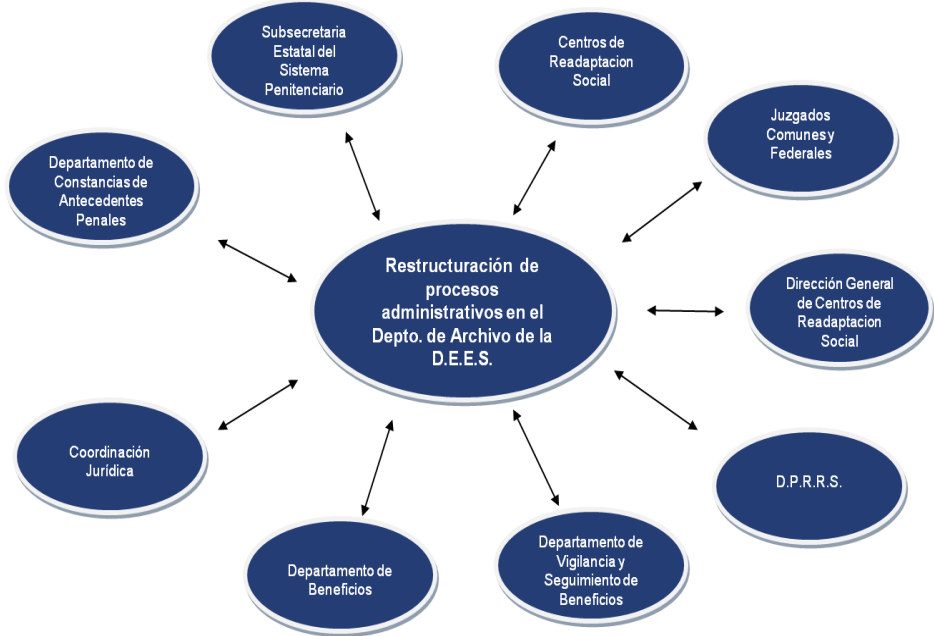 Subsecretaria
Estatal del
Sistema
Penitenciario
Centros de
Readaptacion
Social
Juzgados
Comunes y
Federales
Departamento de
Constancias de
Antecedentes
Penales
Restructuración de
procesos
administrativos en el
Depto. de Archivo de la
D.E.E.S.
Dirección General
de Centros de
Readaptacion
Social
Coordinación
Jurídica
D.P.R.R.S.
Departamento de
Beneficios
Departamento de
Vigilancia y
Seguimiento de
Beneficios